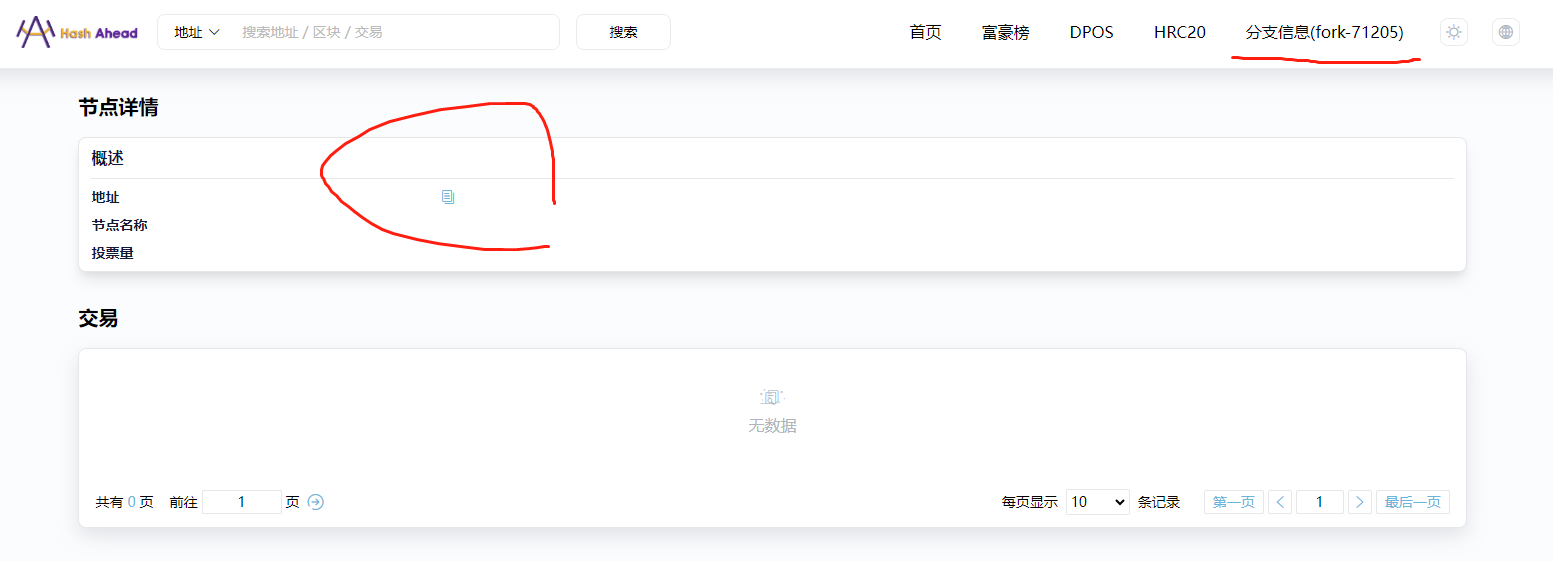 Hash Ahead 地址 搜索地址 / 区块 / 交易 搜索 首页 富豪榜 DPOS HRC20 分支信息(fork-71205)
节点详情
概述
地址
节点名称
投票量
交易
无数据
共有 0 页 前往 1 页 每页显示 10 条记录 第一页 1 最后一页